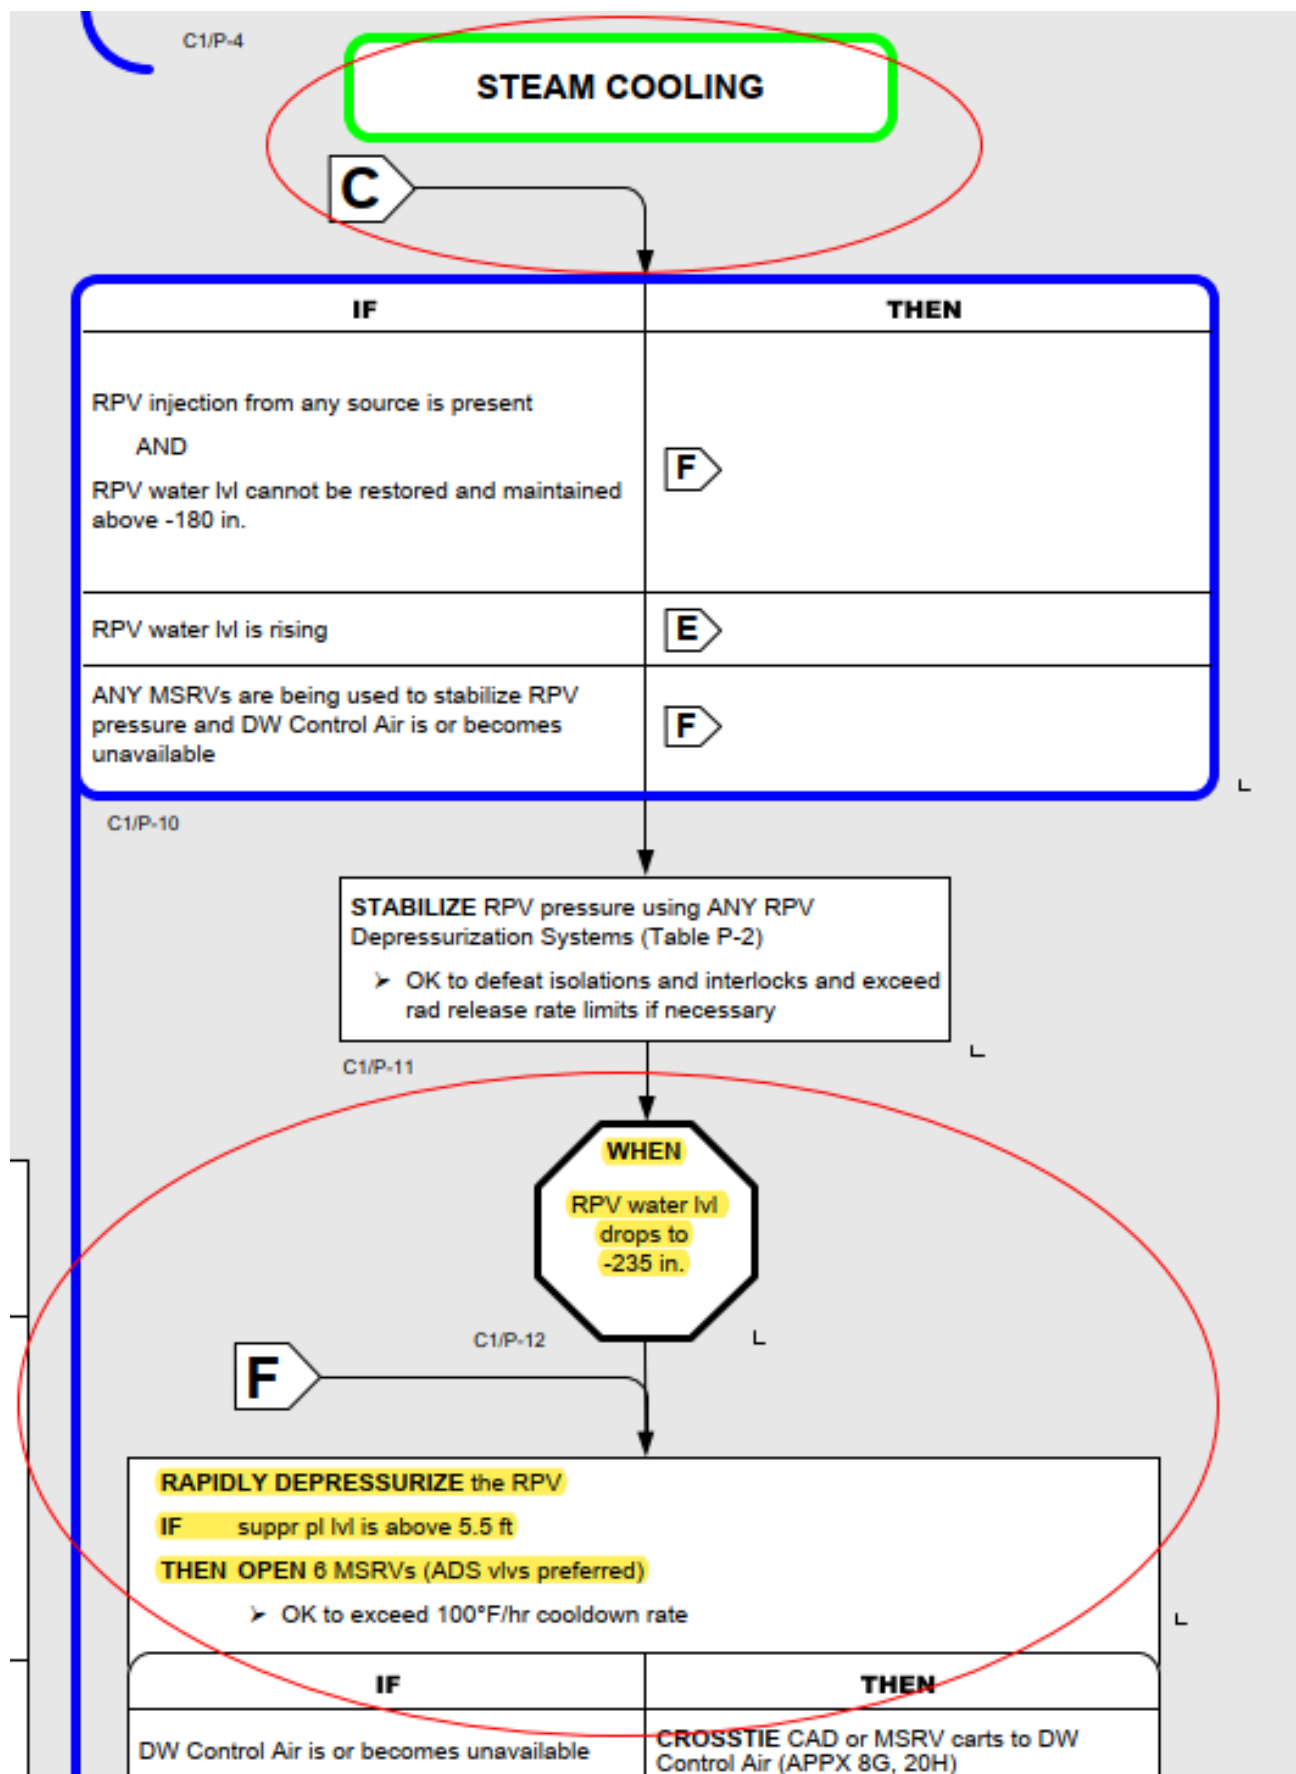 C1/P-4
STEAM COOLING
C
IF
THEN
RPV injection from any source is present
AND
RPV water lvl cannot be restored and maintained
above -180 in.
F
RPV water lvl is rising
E
ANY MSRVs are being used to stabilize RPV
pressure and DW Control Air is or becomes
unavailable
F
L
C1/P-10
STABILIZE RPV pressure using ANY RPV
Depressurization Systems (Table P-2)
➢ OK to defeat isolations and interlocks and exceed
rad release rate limits if necessary
L
C1/P-11
WHEN
RPV water lvl
drops to
-235 in.
C1/P-12
L
F
RAPIDLY DEPRESSURIZE the RPV
IF suppr pl lvl is above 5.5 ft
THEN OPEN 6 MSRVs (ADS vlvs preferred)
➢ OK to exceed 100°F/hr cooldown rate
L
IF
THEN
DW Control Air is or becomes unavailable
CROSSTIE CAD or MSRV carts to DW
Control Air (APPX 8G, 20H)